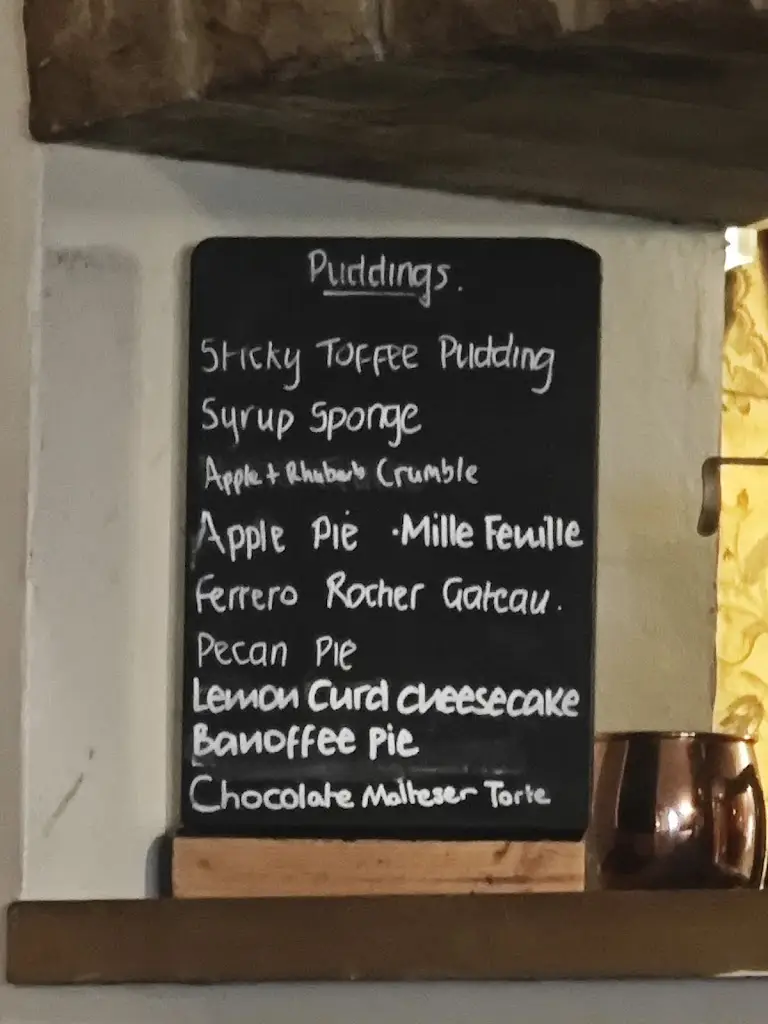 Puddings.
Sticky Toffee Pudding
Syrup Sponge
Apple + Rhubarb Crumble
Apple Pie ·Mille Feuille
Ferrero Rocher Gateau.
Pecan Pie
Lemon Curd cheesecake
Banoffee pie
Chocolate Malteser Torte